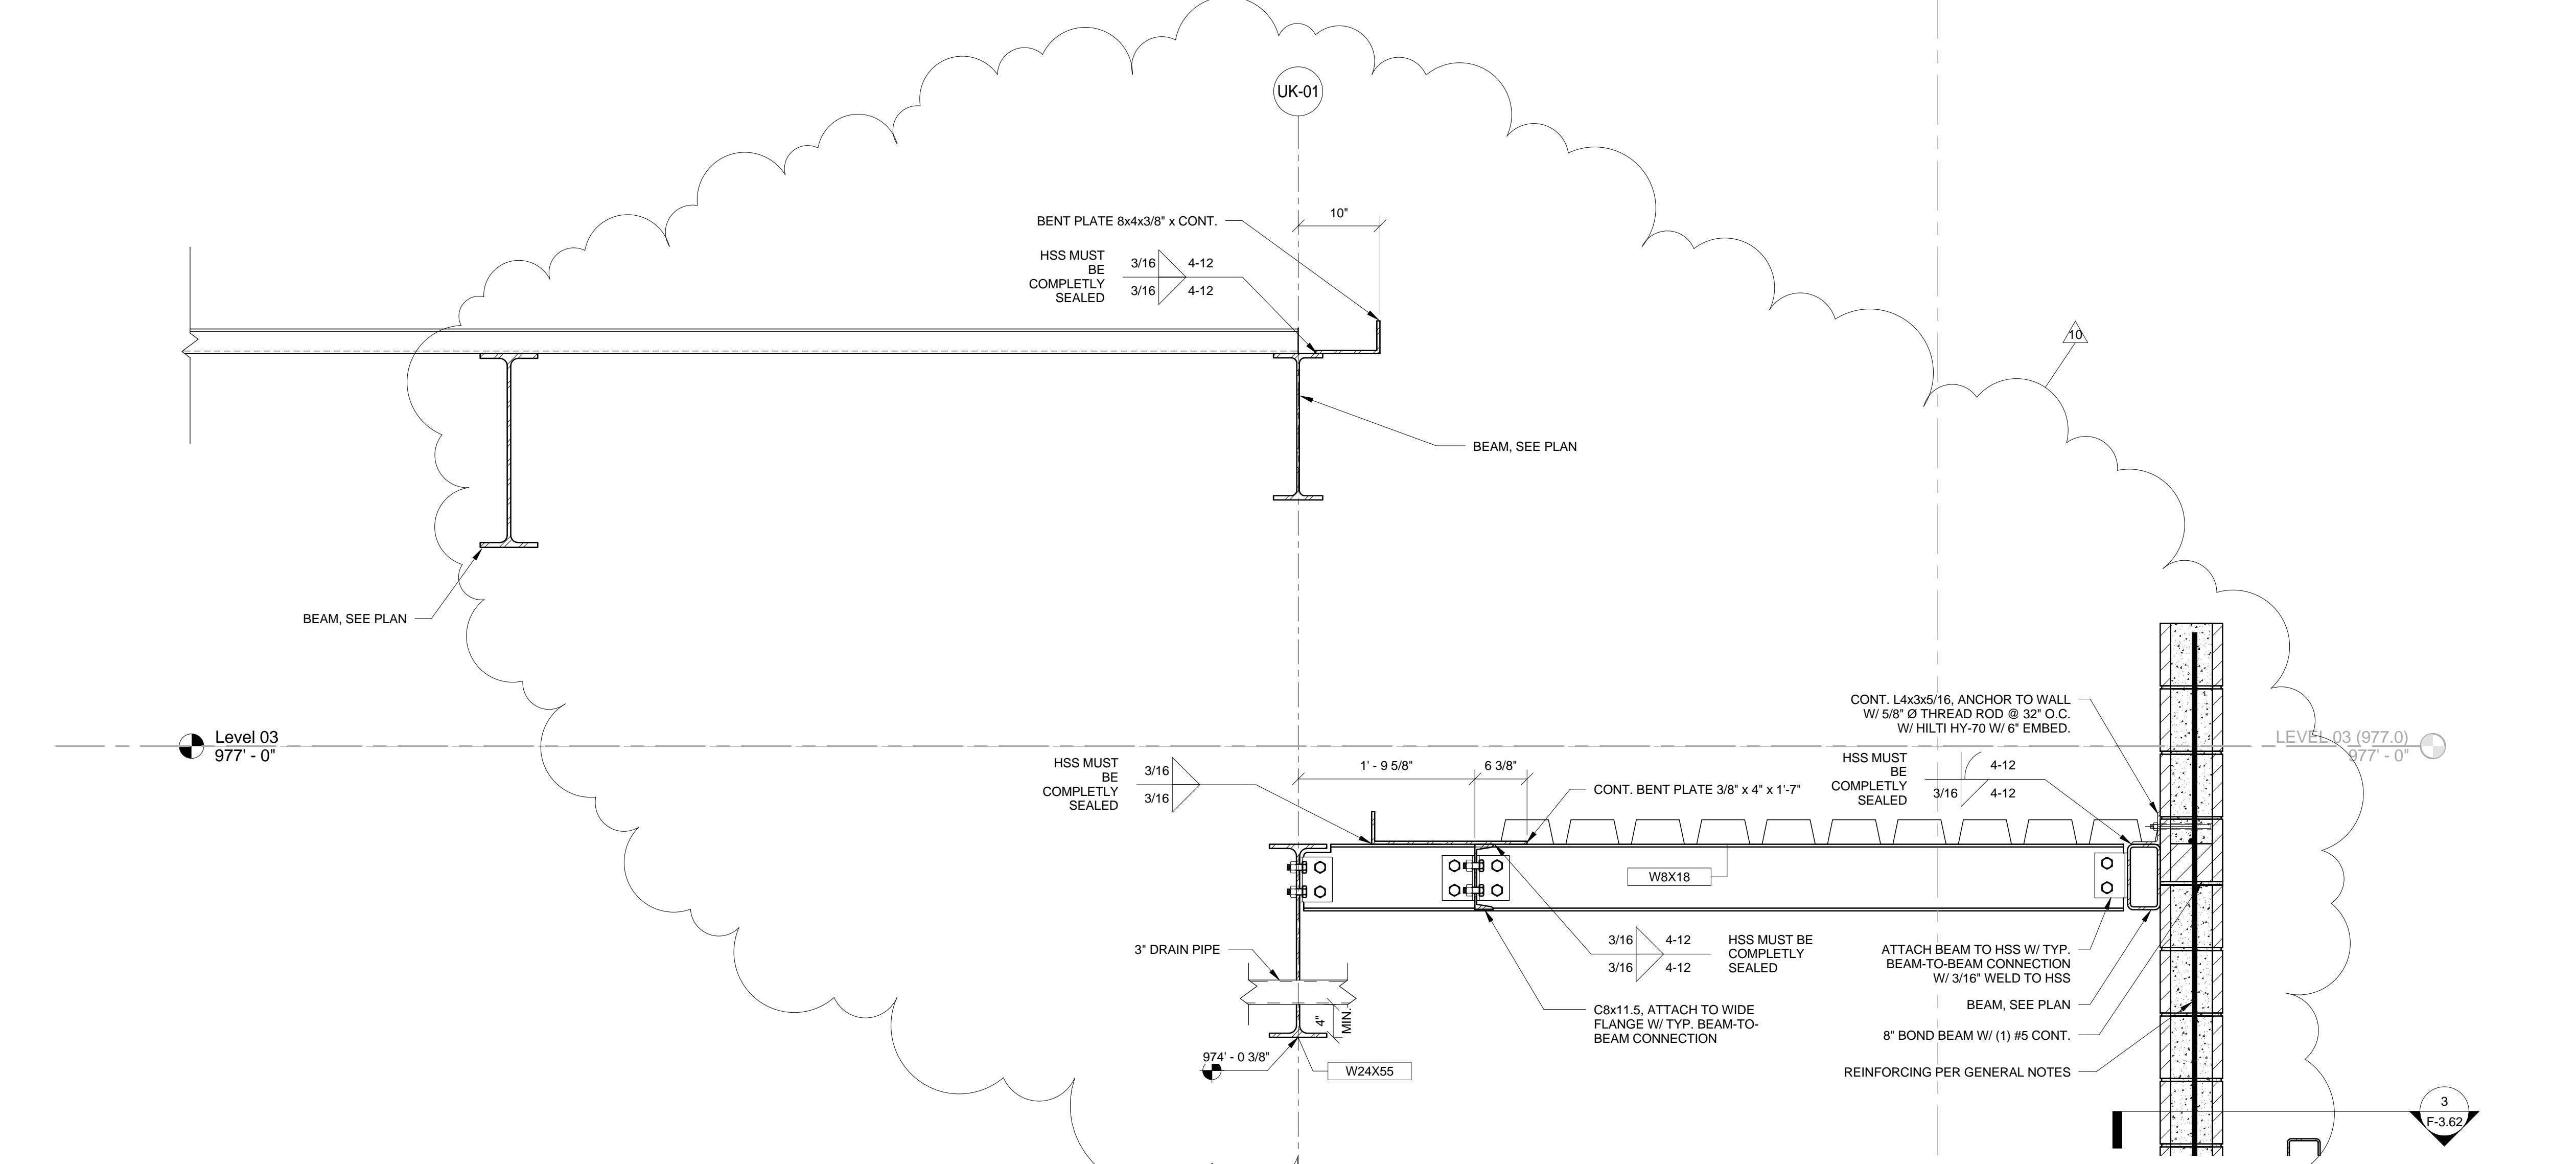 UK-01
10"
BENT PLATE 8x4x3/8" x CONT.
HSS MUST
BE
COMPLETLY
SEALED
3/16 4-12
3/16 4-12
10
BEAM, SEE PLAN
BEAM, SEE PLAN
Level 03
977' - 0"
LEVEL 03 (977.0)
977' - 0"
CONT. L4x3x5/16, ANCHOR TO WALL
W/ 5/8" Ø THREAD ROD @ 32" O.C.
W/ HILTI HY-70 W/ 6" EMBED.
HSS MUST
BE
COMPLETLY
SEALED
3/16
3/16
1' - 9 5/8"
6 3/8"
CONT. BENT PLATE 3/8" x 4" x 1'-7"
HSS MUST
BE
COMPLETLY
SEALED
4-12
3/16 4-12
W8X18
3/16 4-12
3/16 4-12
HSS MUST BE
COMPLETLY
SEALED
3" DRAIN PIPE
4"
MIN.
C8x11.5, ATTACH TO WIDE
FLANGE W/ TYP. BEAM-TO-
BEAM CONNECTION
ATTACH BEAM TO HSS W/ TYP.
BEAM-TO-BEAM CONNECTION
W/ 3/16" WELD TO HSS
BEAM, SEE PLAN
8" BOND BEAM W/ (1) #5 CONT.
REINFORCING PER GENERAL NOTES
974' - 0 3/8"
W24X55
3
F-3.62